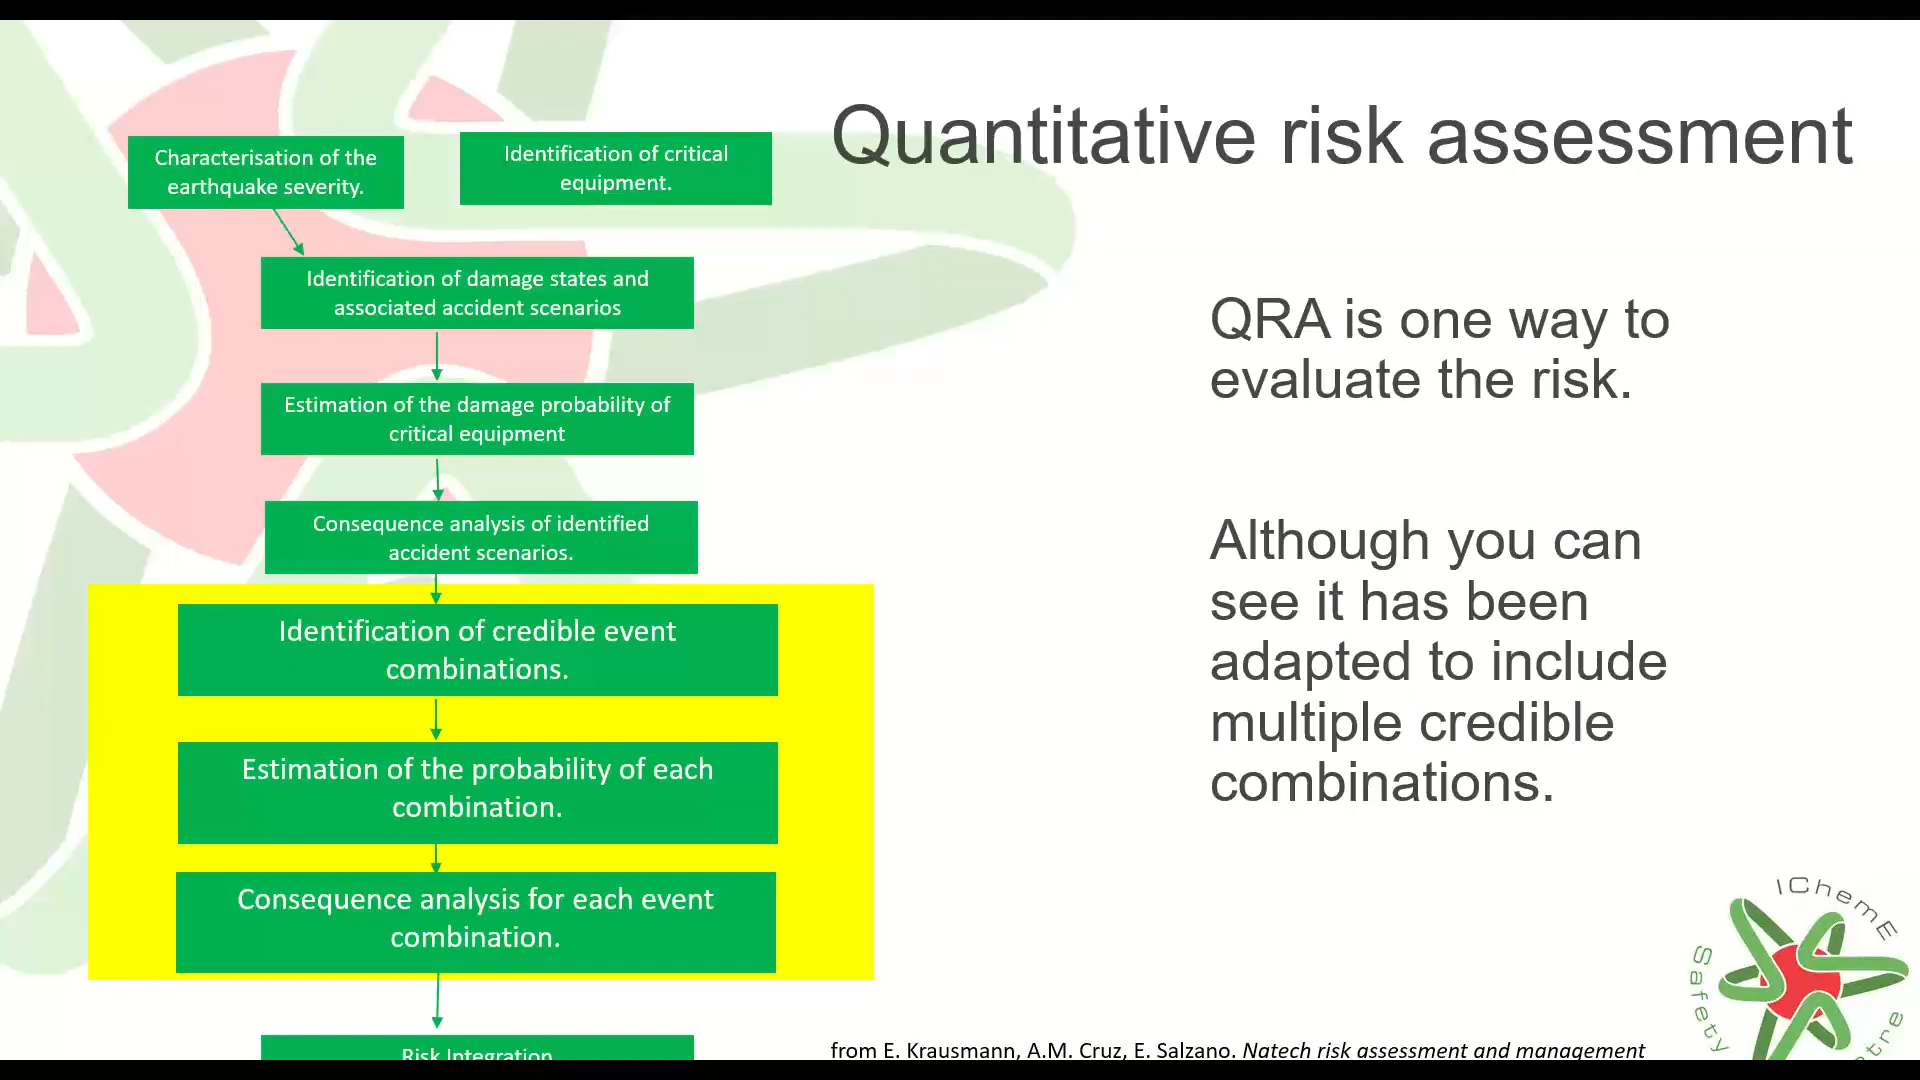 Quantitative risk assessment
Characterisation of the
earthquake severity.
Identification of critical
equipment.
Identification of damage states and
associated accident scenarios
Estimation of the damage probability of
critical equipment
Consequence analysis of identified
accident scenarios.
Identification of credible event
combinations.
Estimation of the probability of each
combination.
Consequence analysis for each event
combination.
Risk Integration
QRA is one way to
evaluate the risk.
Although you can
see it has been
adapted to include
multiple credible
combinations.
from E. Krausmann, A.M. Cruz, E. Salzano. Natech risk assessment and management
IChemE
Safety